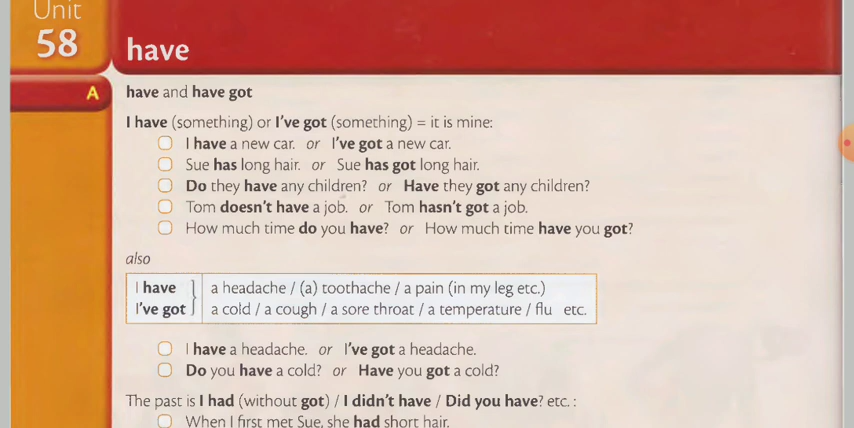 Unit
58
have
A
have and have got
I have (something) or I've got (something) = it is mine:
I have a new car. or I've got a new car.
Sue has long hair. or Sue has got long hair.
Do they have any children? or Have they got any children?
Tom doesn't have a job. or Tom hasn't got a job.
How much time do you have? or How much time have you got?
also
I have
I've got
a headache / (a) toothache / a pain (in my leg etc.)
a cold / a cough / a sore throat / a temperature / flu etc.
I have a headache. or I've got a headache.
Do you have a cold? or Have you got a cold?
The past is I had (without got) / I didn't have / Did you have? etc. :
When I first met Sue, she had short hair.